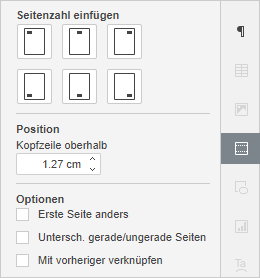 Seitenzahl einfügen
Position
Kopfzeile oberhalb
1.27 cm
Optionen
Erste Seite anders
Untersch. gerade/ungerade Seiten
Mit vorheriger verknüpfen